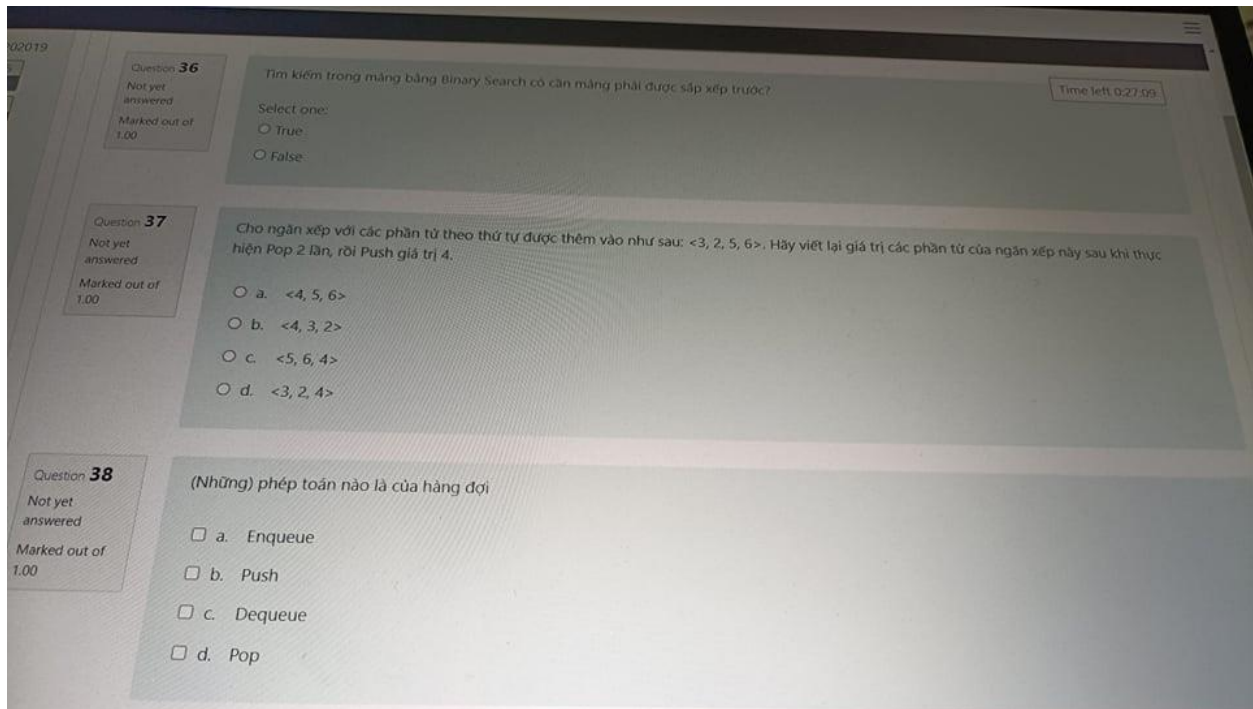 Question 36
Not yet
answered
Marked out of
1.00
Tìm kiếm trong mảng bằng Binary Search có cần mảng phải được sắp xếp trước?
Time left 0:27:09
Select one:
True
False
Question 37
Not yet
answered
Marked out of
1.00
Cho ngăn xếp với các phần tử theo thứ tự được thêm vào như sau: <3, 2, 5, 6>. Hãy viết lại giá trị các phần tử của ngăn xếp này sau khi thực
hiện Pop 2 lần, rồi Push giá trị 4.
a. <4, 5, 6>
b. <4, 3, 2>
c. <5, 6, 4>
d. <3, 2, 4>
Question 38
Not yet
answered
Marked out of
1.00
(Những) phép toán nào là của hàng đợi
a. Enqueue
b. Push
c. Dequeue
d. Pop